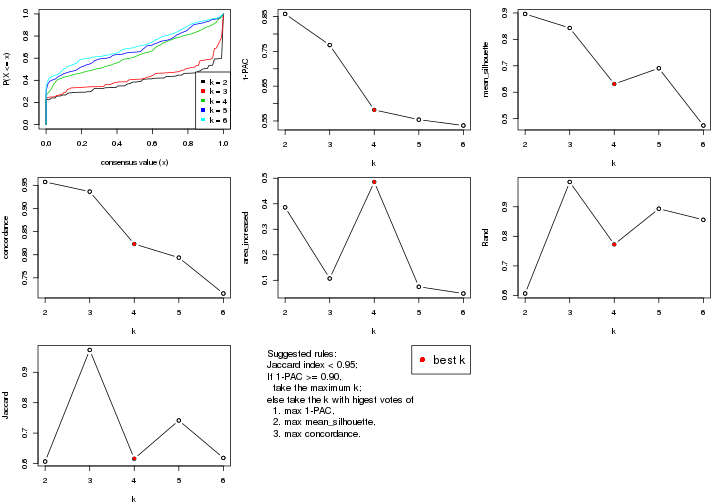 P(X <= x)
0.0 0.2 0.4 0.6 0.8 1.0
k = 2
k = 3
k = 4
k = 5
k = 6
0.0 0.2 0.4 0.6 0.8 1.0
consensus value (x)
1-PAC
0.55 0.65 0.75 0.85
2 3 4 5 6
k
mean_silhouette
0.5 0.6 0.7 0.8 0.9
2 3 4 5 6
k
concordance
0.75 0.80 0.85 0.90 0.95
2 3 4 5 6
k
area_increased
0.1 0.2 0.3 0.4 0.5
2 3 4 5 6
k
Rand
0.6 0.7 0.8 0.9
2 3 4 5 6
k
Jaccard
0.6 0.7 0.8 0.9
2 3 4 5 6
k
Suggested rules:
Jaccard index < 0.95;
If 1-PAC >= 0.90,
take the maximum k;
else take the k with higest votes of
1. max 1-PAC,
2. max mean_silhouette,
3. max concordance.
best k